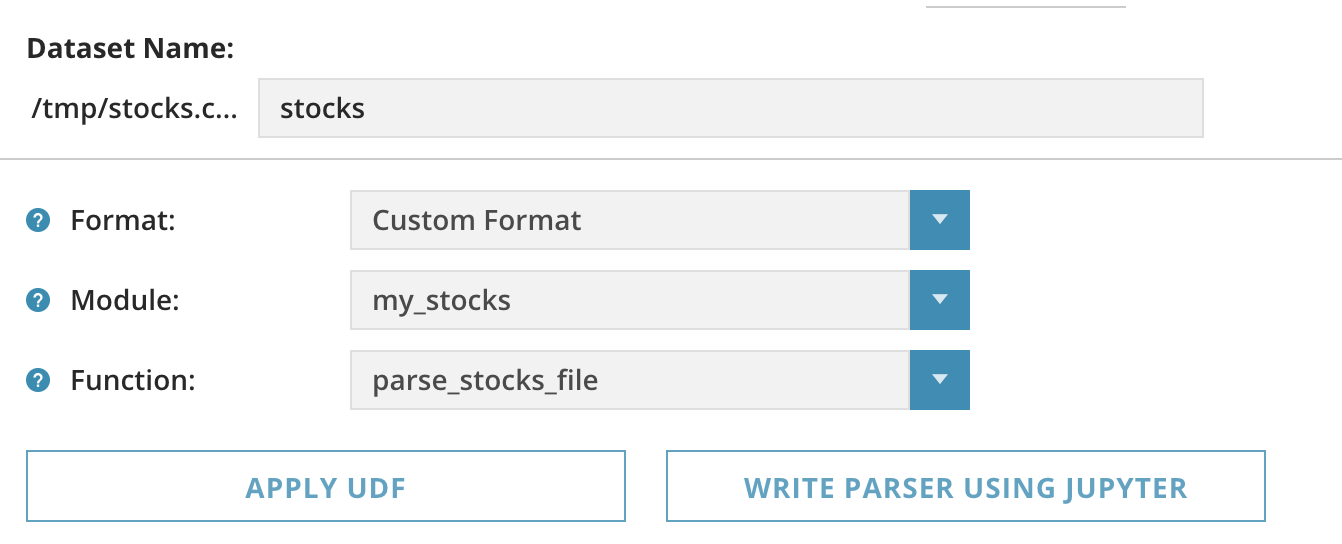 Dataset Name:
/tmp/stocks.c... stocks
? Format: Custom Format
? Module: my_stocks
? Function: parse_stocks_file
APPLY UDF WRITE PARSER USING JUPYTER